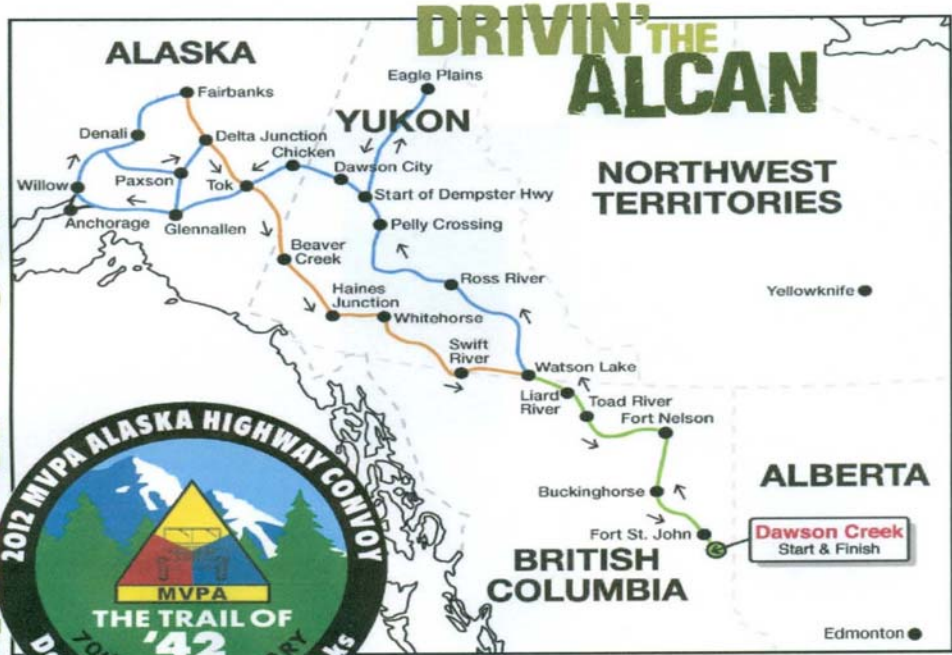 DRIVIN' THE
ALCAN
ALASKA
YUKON
NORTHWEST
TERRITORIES
ALBERTA
BRITISH
COLUMBIA
Eagle Plains
Fairbanks
Denali
Delta Junction
Chicken
Dawson City
Willow
Paxson
Tok
Start of Dempster Hwy
Anchorage
Glennallen
Pelly Crossing
Beaver
Creek
Ross River
Yellowknife
Haines
Junction
Whitehorse
Swift
River
Watson Lake
Liard
River
Toad River
Fort Nelson
Buckinghorse
Fort St. John
Dawson Creek
Start & Finish
Edmonton
2012 MVPA ALASKA HIGHWAY CONVOY
MVPA
THE TRAIL OF
'42